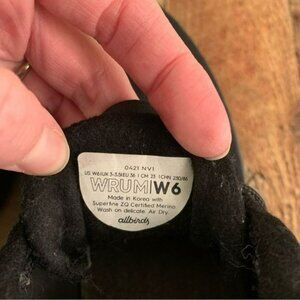 0421 NV1
US W6|UK 3-3.5|EU 36 | CM 23 | CHN 230/86
WRUM|W6
Made in Korea with
Superfine ZQ Certified Merino
Wash on delicate. Air Dry.
allbirds